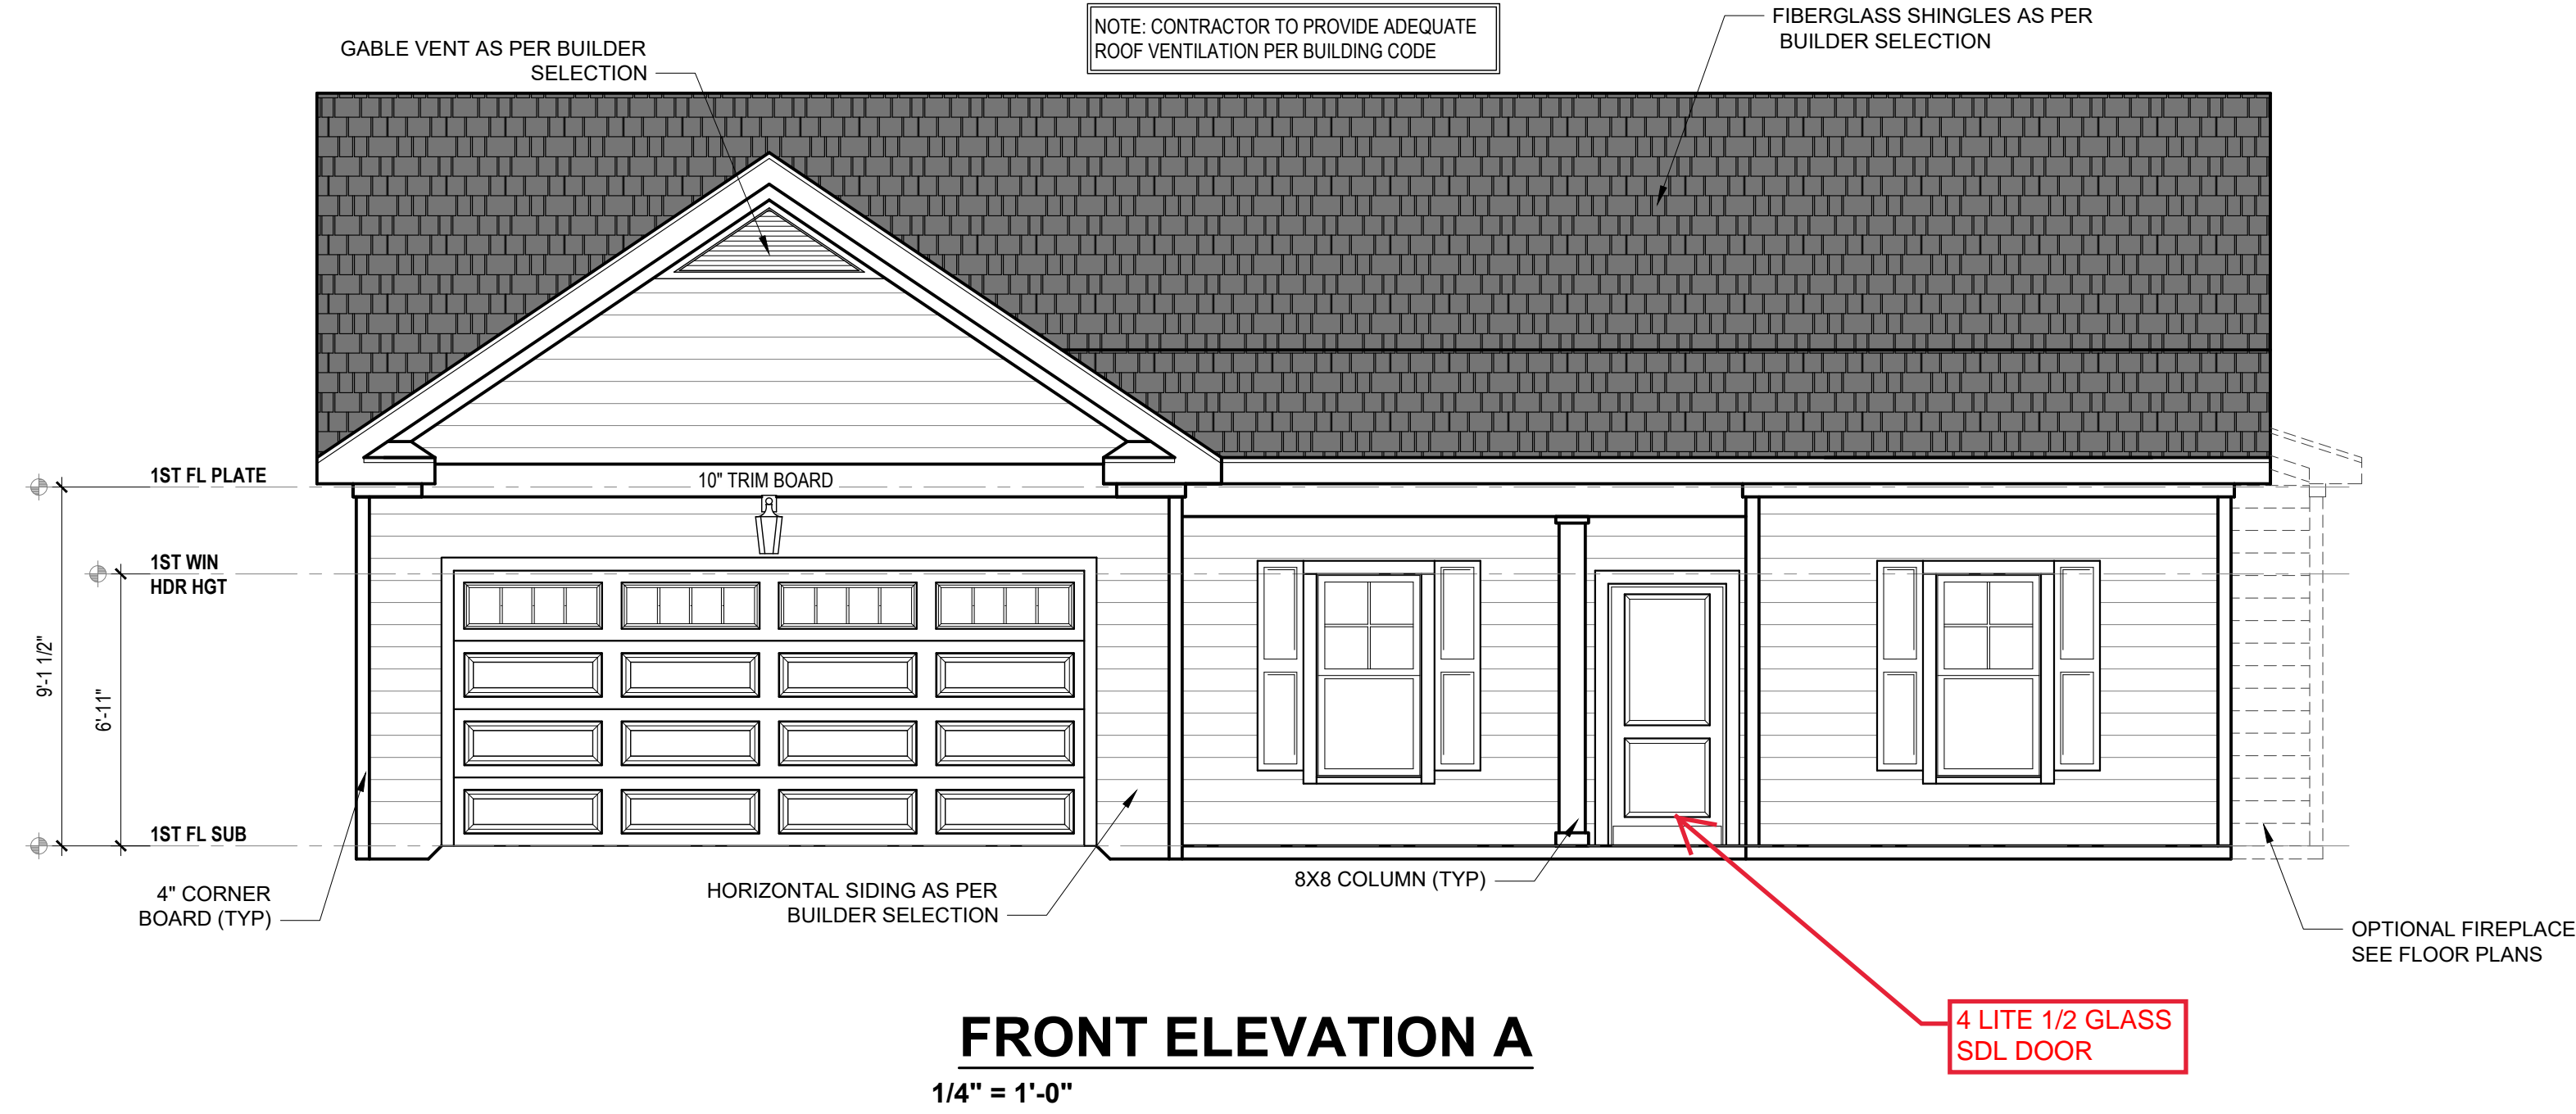 NOTE: CONTRACTOR TO PROVIDE ADEQUATE
ROOF VENTILATION PER BUILDING CODE
FIBERGLASS SHINGLES AS PER
BUILDER SELECTION
GABLE VENT AS PER BUILDER
SELECTION
1ST FL PLATE
10" TRIM BOARD
1ST WIN
HDR HGT
9'-1 1/2"
6'-11"
1ST FL SUB
4" CORNER
BOARD (TYP)
HORIZONTAL SIDING AS PER
BUILDER SELECTION
8X8 COLUMN (TYP)
OPTIONAL FIREPLACE
SEE FLOOR PLANS
4 LITE 1/2 GLASS
SDL DOOR
FRONT ELEVATION A
1/4" = 1'-0"